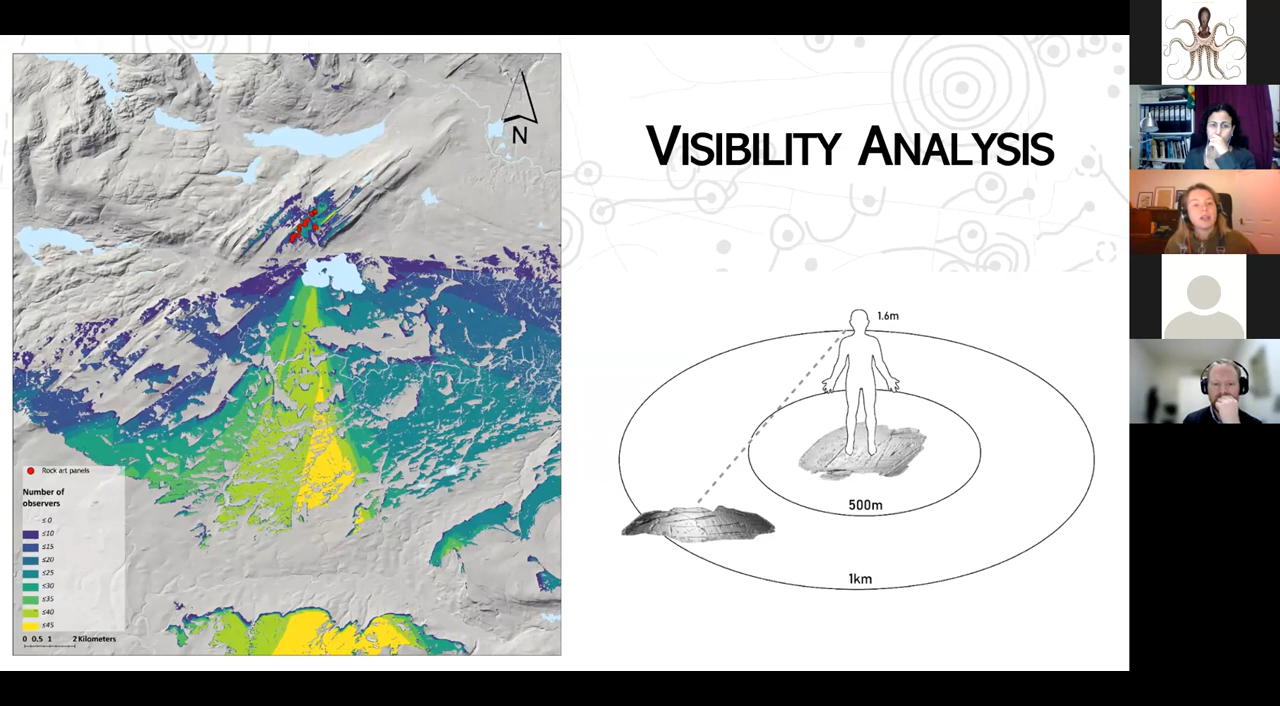 N
VISIBILITY ANALYSIS
Rock art panels
Number of
observers
≤0
≤10
≤15
≤20
≤25
≤30
≤35
≤40
≤45
0 0.5 1 2 Kilometers
1.6m
500m
1km